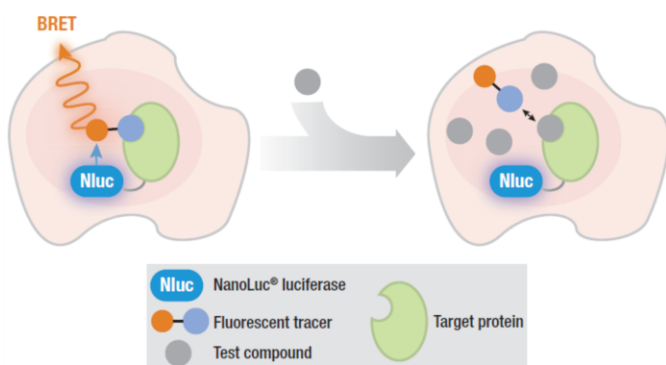 BRET
Nluc
Nluc
Nluc NanoLuc® luciferase
Fluorescent tracer
Test compound
Target protein